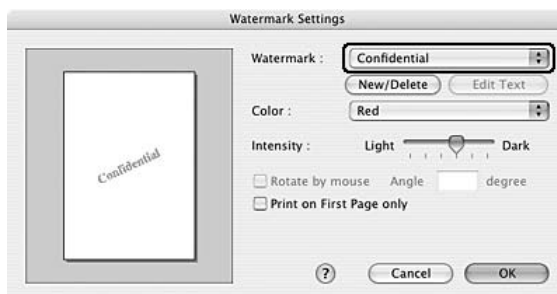 Watermark Settings
Watermark : Confidential
New/Delete Edit Text
Color : Red
Intensity : Light Dark
Confidential
Rotate by mouse Angle degree
Print on First Page only
? Cancel OK